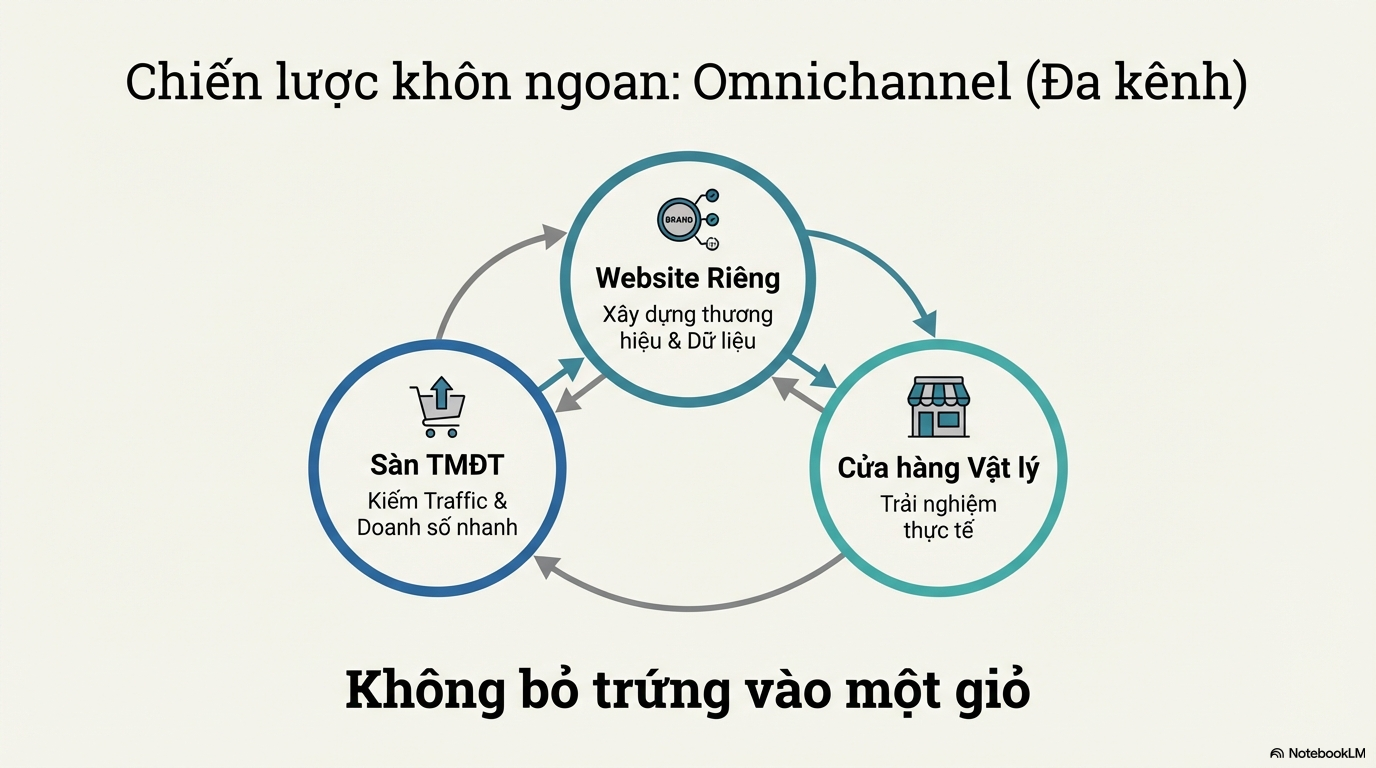 Chiến lược khôn ngoan: Omnichannel (Đa kênh)
BRAND
Website Riêng
Xây dựng thương
hiệu & Dữ liệu
Sàn TMĐT
Kiếm Traffic &
Doanh số nhanh
Cửa hàng Vật lý
Trải nghiệm
thực tế
Không bỏ trứng vào một giỏ
NotebookLM